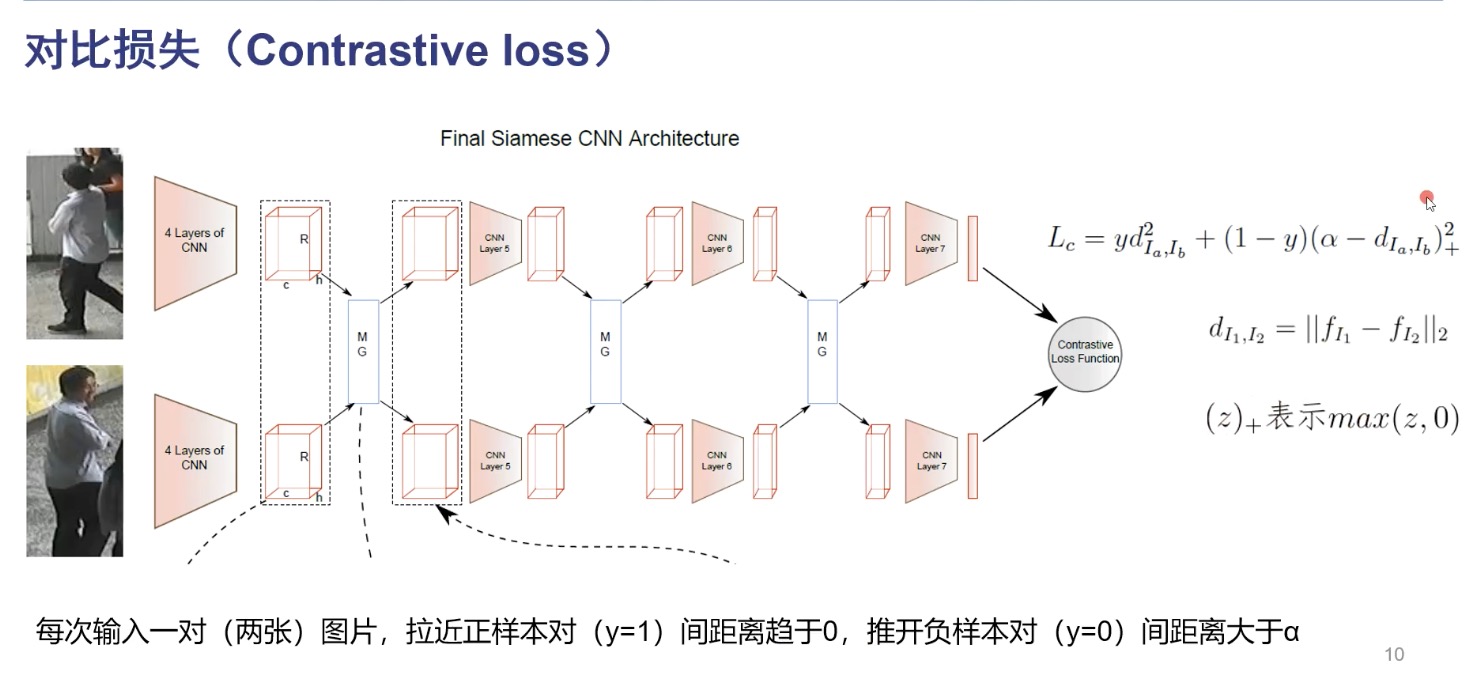 对比损失（Contrastive loss）
Final Siamese CNN Architecture
4 Layers of
CNN
R
c
h
M
G
CNN
Layer 5
M
G
CNN
Layer 6
M
G
CNN
Layer 7
4 Layers of
CNN
R
c
h
CNN
Layer 5
CNN
Layer 6
CNN
Layer 7
Contrastive
Loss Function
L_c = yd^2_{I_a,I_b} + (1 − y)(α − d_{I_a,I_b})^2_+
d_{I_1,I_2} = ||f_{I_1} − f_{I_2}||_2
(z)_+表示max(z, 0)
每次输入一对（两张）图片，拉近正样本对（y=1）间距离趋于0，推开负样本对（y=0）间距离大于α
10